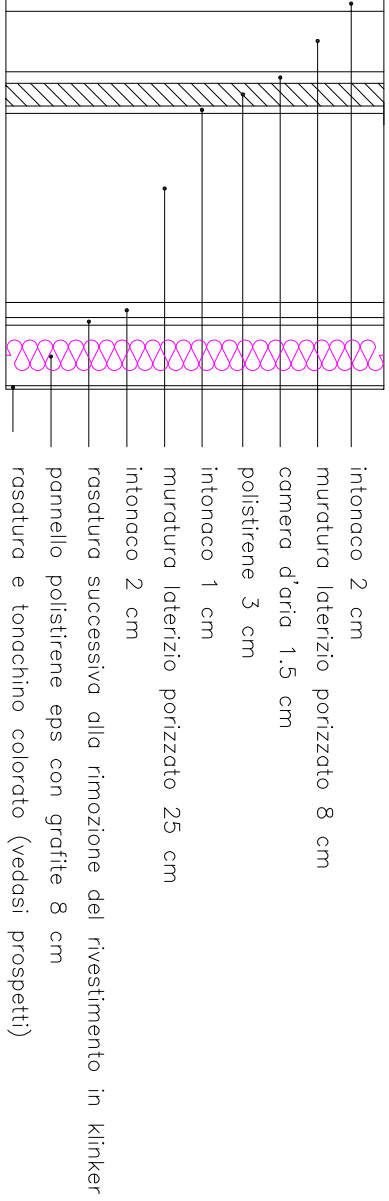 intonaco 2 cm
muratura laterizio porizzato 8 cm
camera d'aria 1.5 cm
polistirene 3 cm
intonaco 1 cm
muratura laterizio porizzato 25 cm
intonaco 2 cm
rasatura successiva alla rimozione del rivestimento in klinker
pannello polistirene eps con grafite 8 cm
rasatura e tonachino colorato (vedasi prospetti)